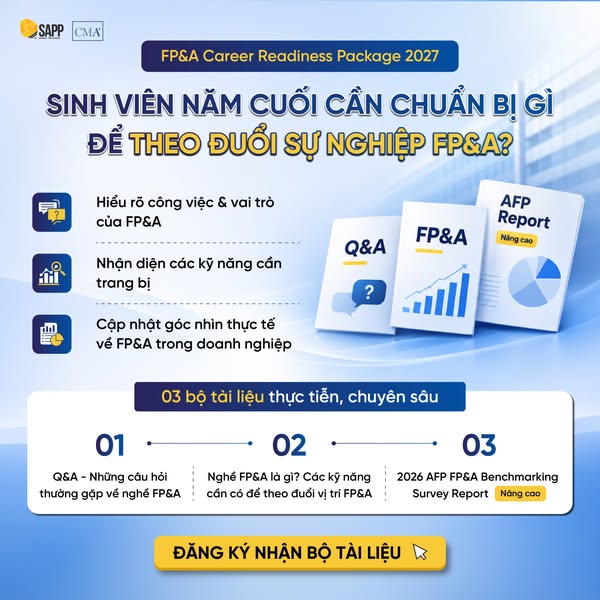 SAPP
CMA
FP&A Career Readiness Package 2027
SINH VIÊN NĂM CUỐI CẦN CHUẨN BỊ GÌ
ĐỂ THEO ĐUỔI SỰ NGHIỆP FP&A?
Hiểu rõ công việc & vai trò
của FP&A
Nhận diện các kỹ năng cần
trang bị
Cập nhật góc nhìn thực tế
về FP&A trong doanh nghiệp
Q&A
?
FP&A
AFP
Report
Nâng cao
03 bộ tài liệu thực tiễn, chuyên sâu
01
Q&A - Những câu hỏi
thường gặp về nghề FP&A
02
Nghề FP&A là gì? Các kỹ năng
cần có để theo đuổi vị trí FP&A
03
2026 AFP FP&A Benchmarking
Survey Report Nâng cao
ĐĂNG KÝ NHẬN BỘ TÀI LIỆU